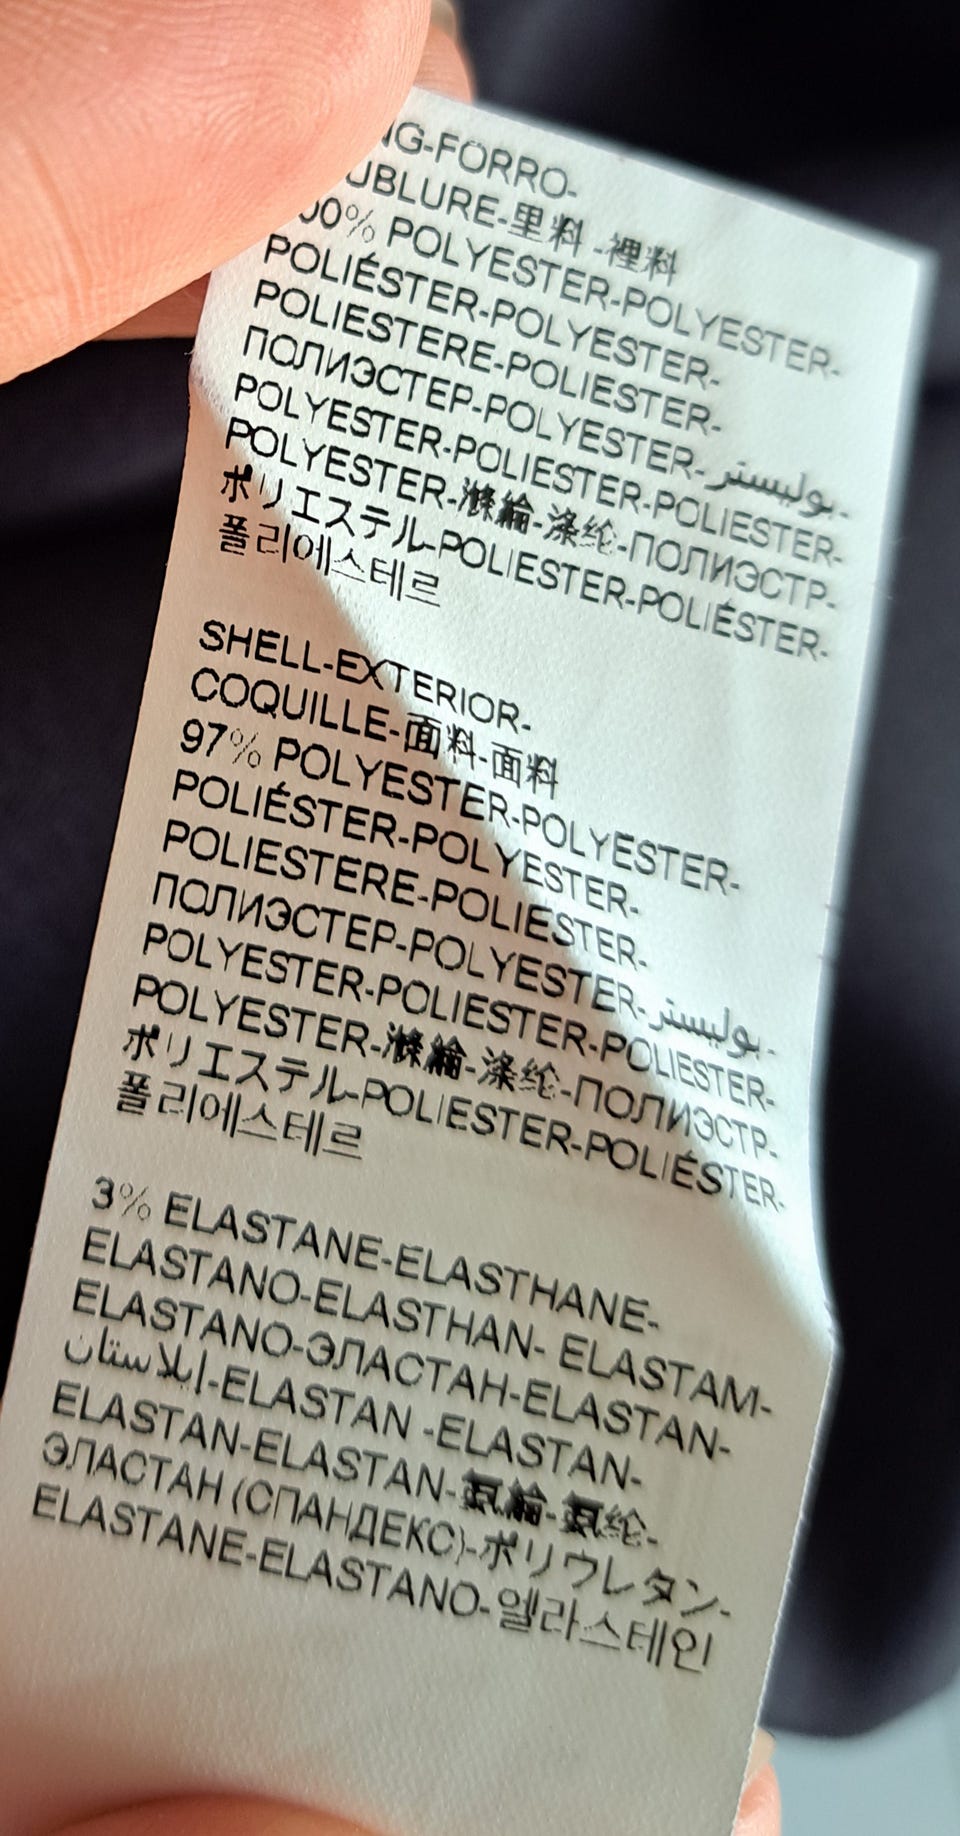 NG-FORRO-
UBLURE-里料-裡料
00% POLYESTER-POLYESTER-
POLIÉSTER-POLYESTER-
POLIESTERE-POLIESTER-
ПОЛИЭСТЕР-POLYESTER-بوليستر-
POLYESTER-POLIESTER-POLIESTER-
POLYESTER-滌綸-涤纶-ПОЛИЭСТР-
ポリエステル-POLIESTER-POLIÉSTER-
폴리에스테르
SHELL-EXTERIOR-
COQUILLE-面料-面料
97% POLYESTER-POLYESTER-
POLIÉSTER-POLYESTER-
POLIESTERE-POLIESTER-
ПОЛИЭСТЕР-POLYESTER-بوليستر-
POLYESTER-POLIESTER-POLIESTER-
POLYESTER-滌綸-涤纶-ПОЛИЭСТР-
ポリエステル-POLIESTER-POLIÉSTER-
폴리에스테르
3% ELASTANE-ELASTHANE-
ELASTANO-ELASTHAN- ELASTAM-
ELASTANO-ЭЛАСТАН-ELASTAN-
إيلاستان-ELASTAN -ELASTAN-
ELASTAN-ELASTAN-氨綸-氨纶-
ЭЛАСТАН (СПАНДЕКС)-ポリウレタン-
ELASTANE-ELASTANO-엘라스테인